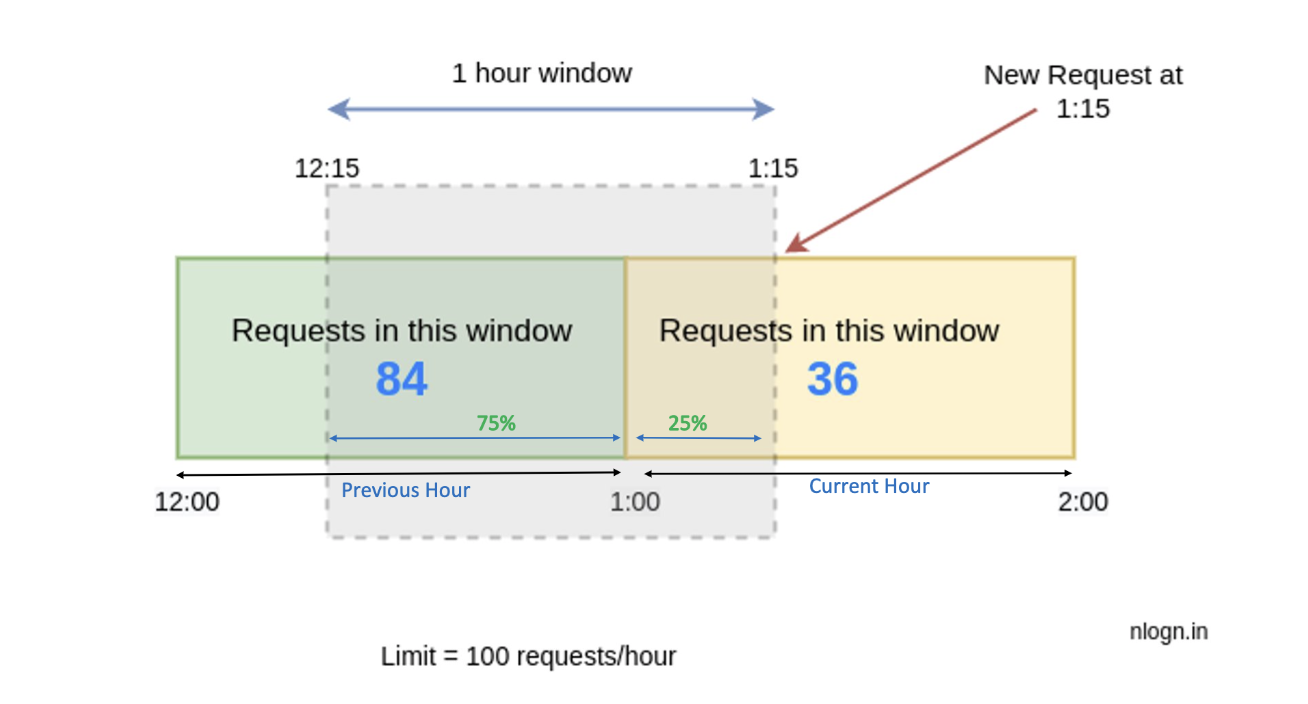 1 hour window
New Request at
1:15
12:15
1:15
Requests in this window
84
Requests in this window
36
75%
25%
Previous Hour
Current Hour
12:00
1:00
2:00
nlogn.in
Limit = 100 requests/hour